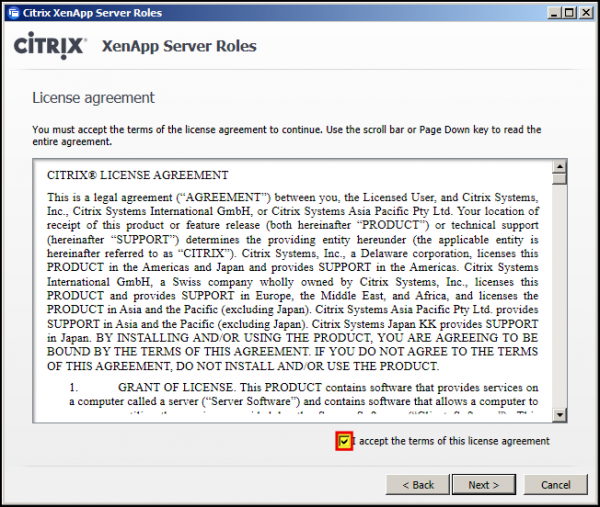 Citrix XenApp Server Roles
CİTRIX® XenApp Server Roles
License agreement
You must accept the terms of the license agreement to continue. Use the scroll bar or Page Down key to read the
entire agreement.
CITRIX® LICENSE AGREEMENT
This is a legal agreement (“AGREEMENT”) between you, the Licensed User, and Citrix Systems,
Inc., Citrix Systems International GmbH, or Citrix Systems Asia Pacific Pty Ltd. Your location of
receipt of this product or feature release (both hereinafter “PRODUCT”) or technical support
(hereinafter “SUPPORT”) determines the providing entity hereunder (the applicable entity is
hereinafter referred to as “CITRIX”). Citrix Systems, Inc., a Delaware corporation, licenses this
PRODUCT in the Americas and Japan and provides SUPPORT in the Americas. Citrix Systems
International GmbH, a Swiss company wholly owned by Citrix Systems, Inc., licenses this
PRODUCT and provides SUPPORT in Europe, the Middle East, and Africa, and licenses the
PRODUCT in Asia and the Pacific (excluding Japan). Citrix Systems Asia Pacific Pty Ltd. provides
SUPPORT in Asia and the Pacific (excluding Japan). Citrix Systems Japan KK provides SUPPORT
in Japan. BY INSTALLING AND/OR USING THE PRODUCT, YOU ARE AGREEING TO BE
BOUND BY THE TERMS OF THIS AGREEMENT. IF YOU DO NOT AGREE TO THE TERMS
OF THIS AGREEMENT, DO NOT INSTALL AND/OR USE THE PRODUCT.
1. GRANT OF LICENSE. This PRODUCT contains software that provides services on
a computer called a server (“Server Software”) and contains software that allows a computer to
I accept the terms of this license agreement
< Back Next > Cancel